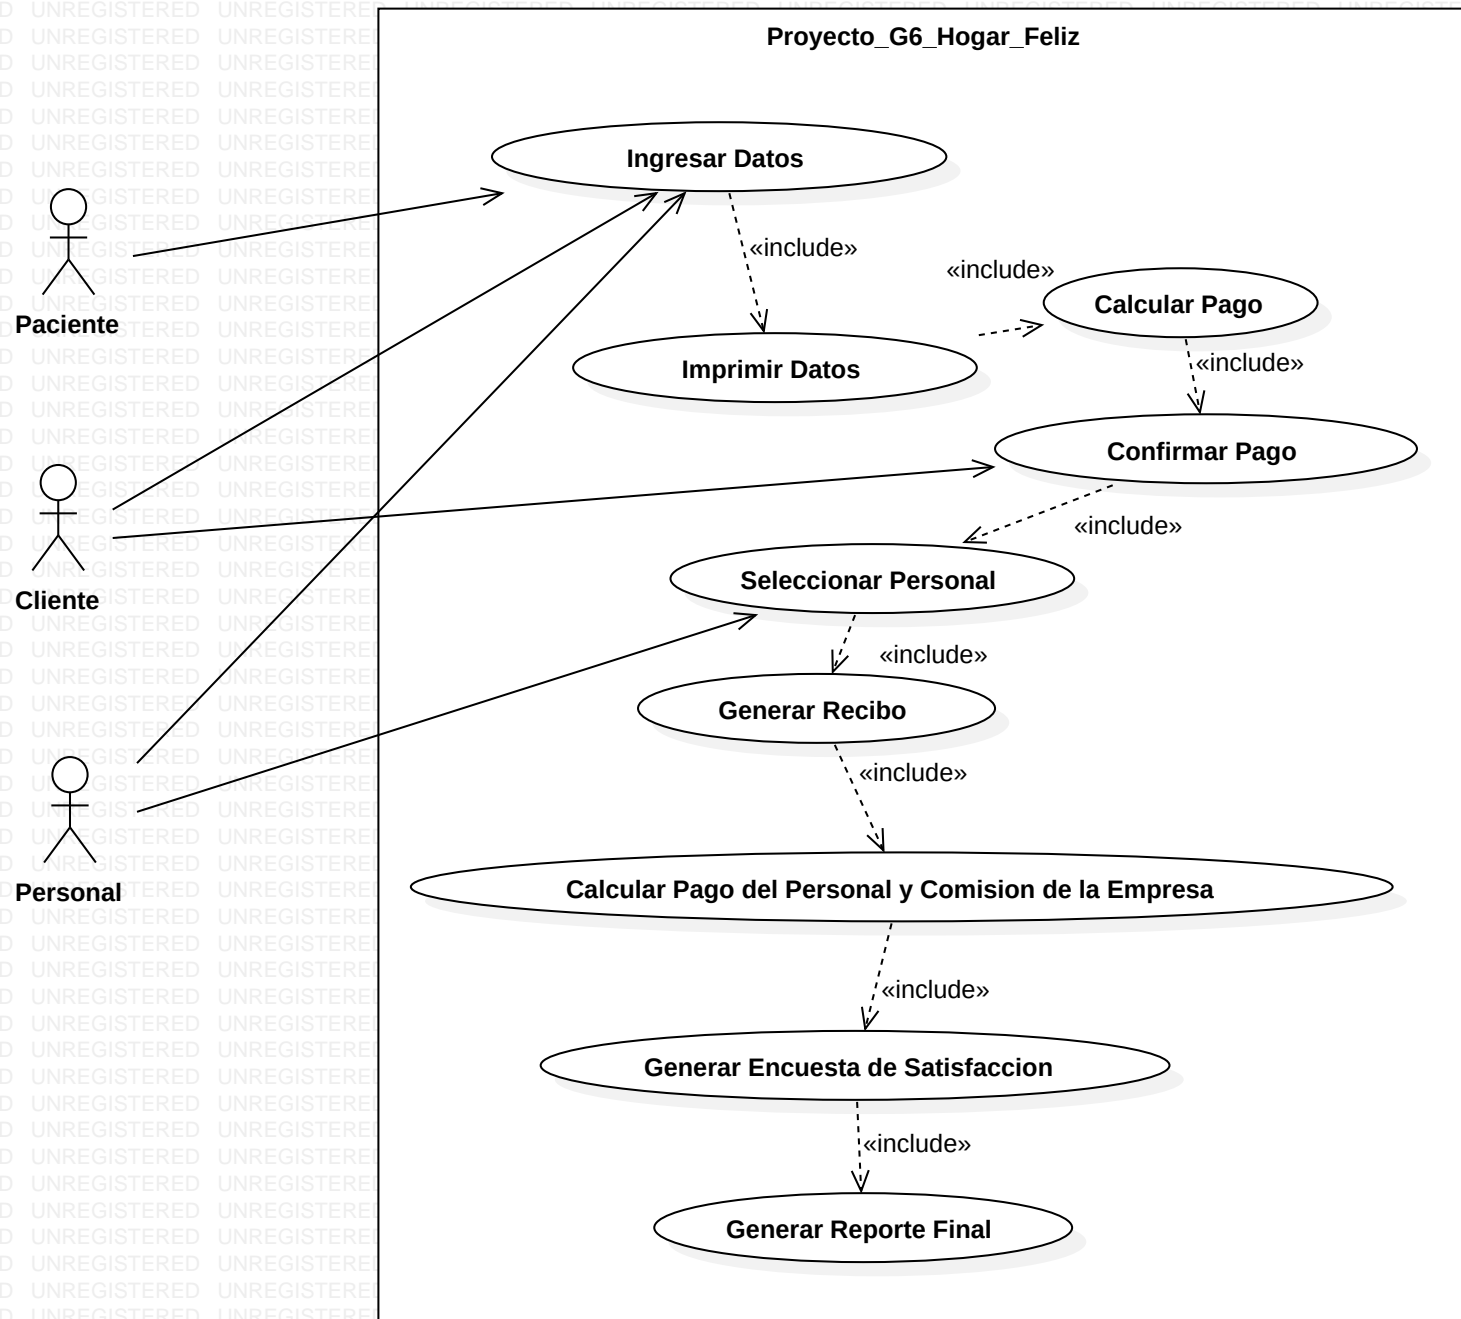 Proyecto_G6_Hogar_Feliz
Ingresar Datos
«include»
«include»
Calcular Pago
Paciente
Imprimir Datos
«include»
Confirmar Pago
«include»
Seleccionar Personal
Cliente
«include»
Generar Recibo
«include»
Calcular Pago del Personal y Comision de la Empresa
Personal
«include»
Generar Encuesta de Satisfaccion
«include»
Generar Reporte Final
UNREGISTERED UNREGISTERED